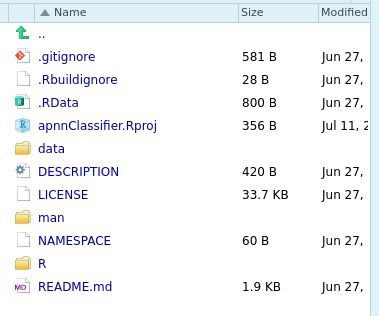 Name Size Modified
..
.gitignore 581 B Jun 27,
.Rbuildignore 28 B Jun 27,
.RData 800 B Jun 27,
apnnClassifier.Rproj 356 B Jul 11, 2
data
DESCRIPTION 420 B Jun 27,
LICENSE 33.7 KB Jun 27,
man
NAMESPACE 60 B Jun 27,
R
README.md 1.9 KB Jun 27,